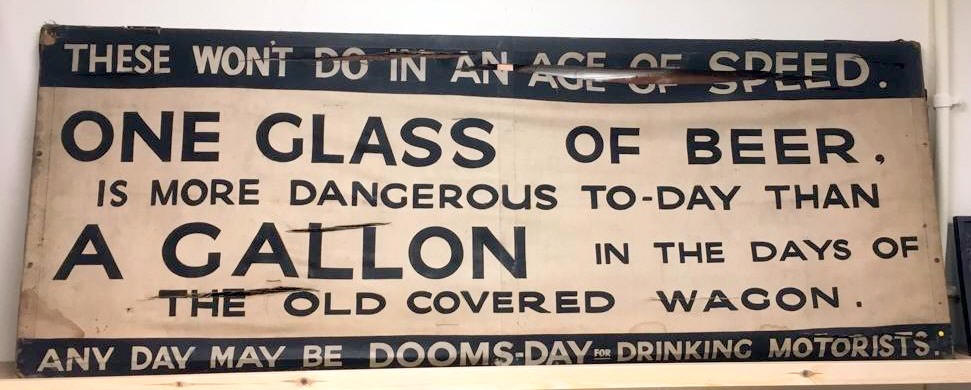 THESE WON'T DO IN AN AGE OF SPEED.
ONE GLASS OF BEER,
IS MORE DANGEROUS TO-DAY THAN
A GALLON IN THE DAYS OF
THE OLD COVERED WAGON.
ANY DAY MAY BE DOOMS-DAY FOR DRINKING MOTORISTS.